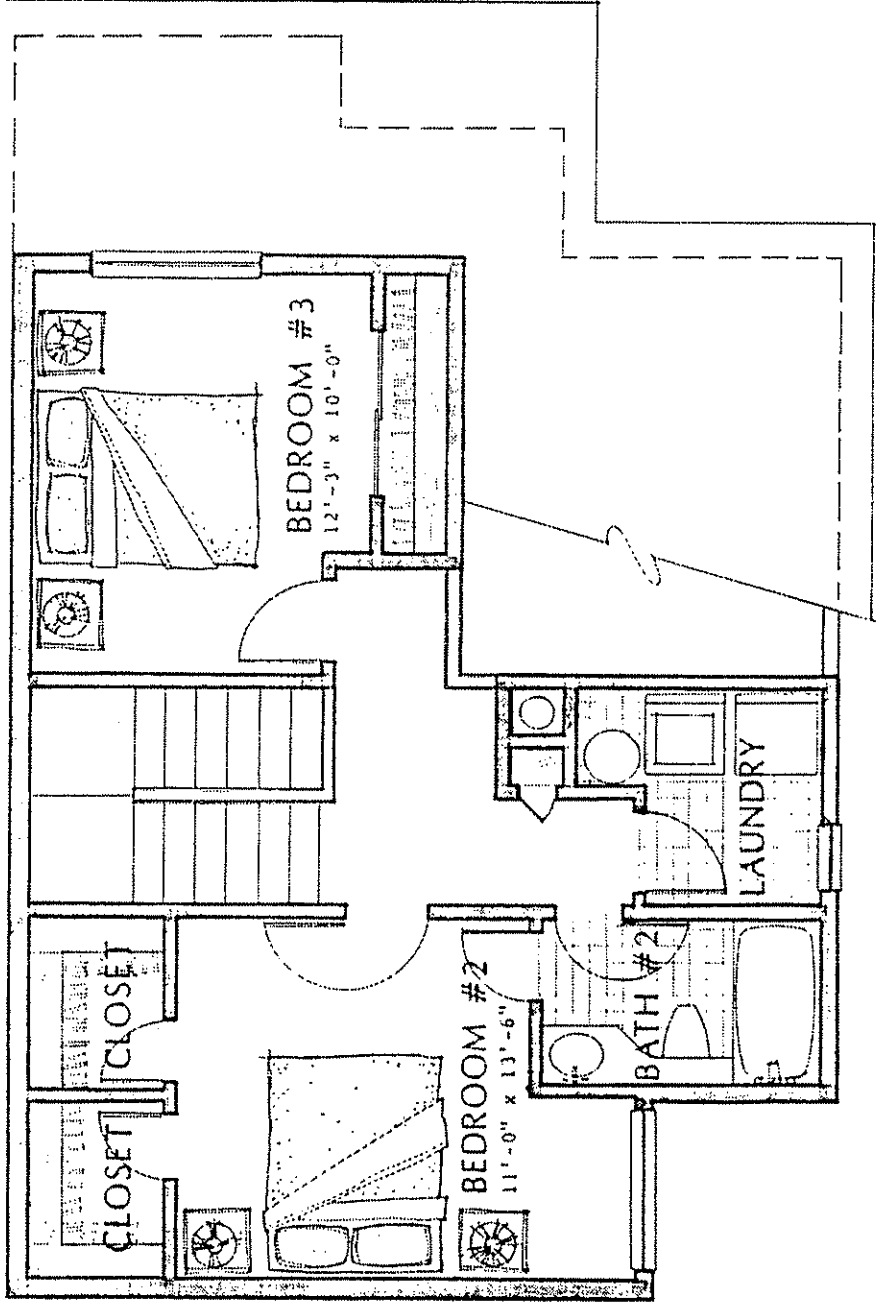 CLOSET
CLOSET
BEDROOM #2
11'-0" x 13'-6"
BATH #2
LAUNDRY
BEDROOM #3
12'-3" x 10'-0"